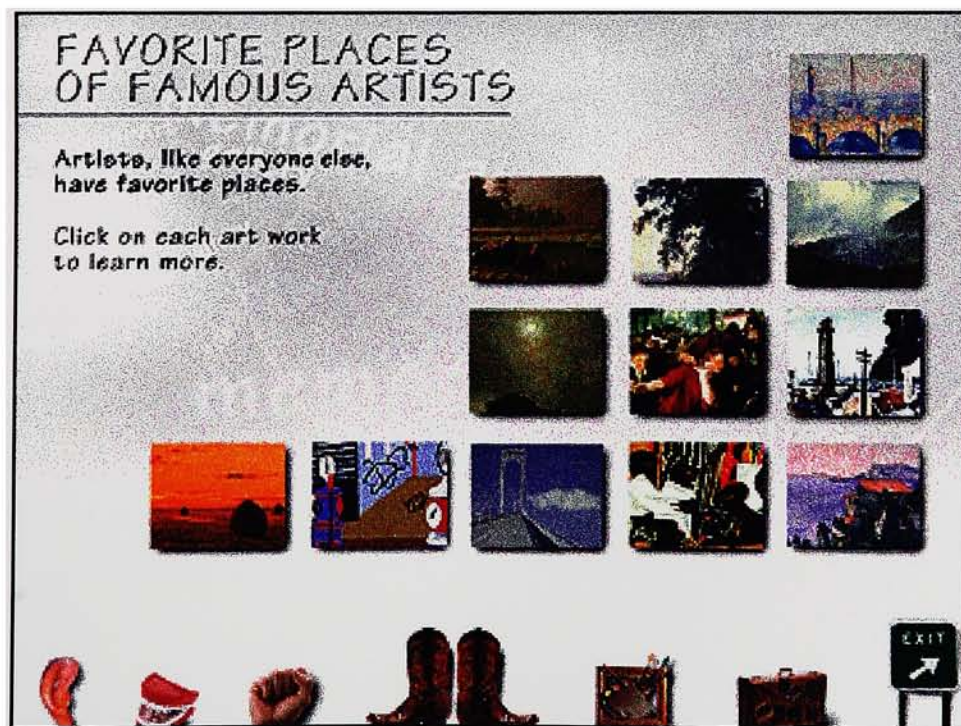 FAVORITE PLACES
OF FAMOUS ARTISTS
Artists, like everyone else,
have favorite places.
Click on each art work
to learn more.
EXIT